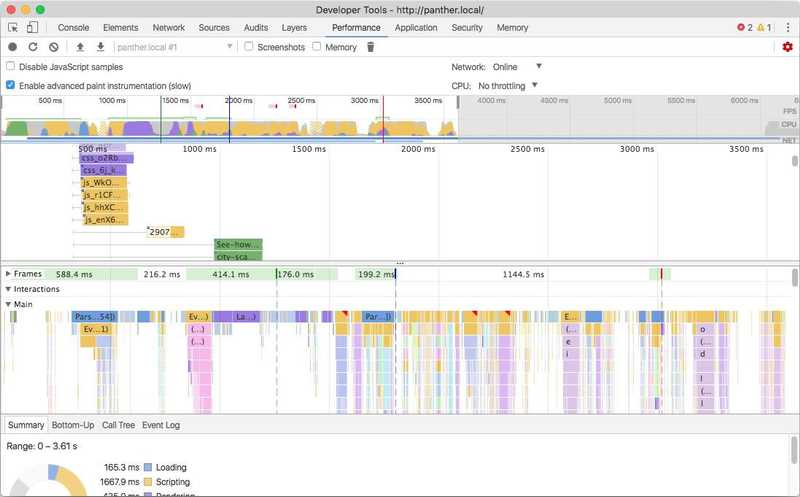 Developer Tools - http://panther.local/
Console Elements Network Sources Audits Layers Performance Application Security Memory 2 1
panther.local #1 Screenshots Memory
Disable JavaScript samples Network: Online
Enable advanced paint instrumentation (slow) CPU: No throttling
500 ms 1000 ms 1500 ms 2000 ms 2500 ms 3000 ms 3500 ms 4000 ms 4500 ms 5000 ms 5500 ms 6000
FPS
CPU
NET
500 ms 1000 ms 1500 ms 2000 ms 2500 ms 3000 ms 3500 ms
css_o2Rb...
css_6j_k...
js_WkO...
js_r1CF...
js_hhXC...
js_enX6...
2907...
See-how...
city-sca...
Frames 588.4 ms 216.2 ms 414.1 ms 176.0 ms 199.2 ms 1144.5 ms
Interactions
Main
Pars...54]) Ev...) La...) Par...]) E...
Ev...1) (...) (... o
(...) e (...
i d
l
(...
l
Summary Bottom-Up Call Tree Event Log
Range: 0 – 3.61 s
165.3 ms Loading
1667.9 ms Scripting
435.0 ms Rendering